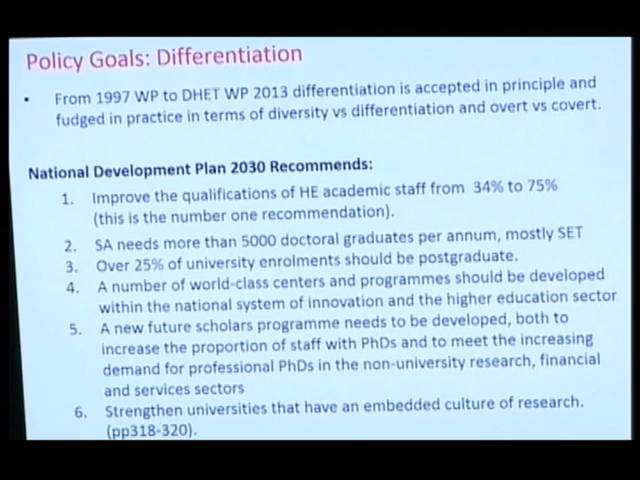 Policy Goals: Differentiation
• From 1997 WP to DHET WP 2013 differentiation is accepted in principle and
fudged in practice in terms of diversity vs differentiation and overt vs covert.
National Development Plan 2030 Recommends:
1. Improve the qualifications of HE academic staff from 34% to 75%
(this is the number one recommendation).
2. SA needs more than 5000 doctoral graduates per annum, mostly SET
3. Over 25% of university enrolments should be postgraduate.
4. A number of world-class centers and programmes should be developed
within the national system of innovation and the higher education sector
5. A new future scholars programme needs to be developed, both to
increase the proportion of staff with PhDs and to meet the increasing
demand for professional PhDs in the non-university research, financial
and services sectors
6. Strengthen universities that have an embedded culture of research.
(pp318-320).